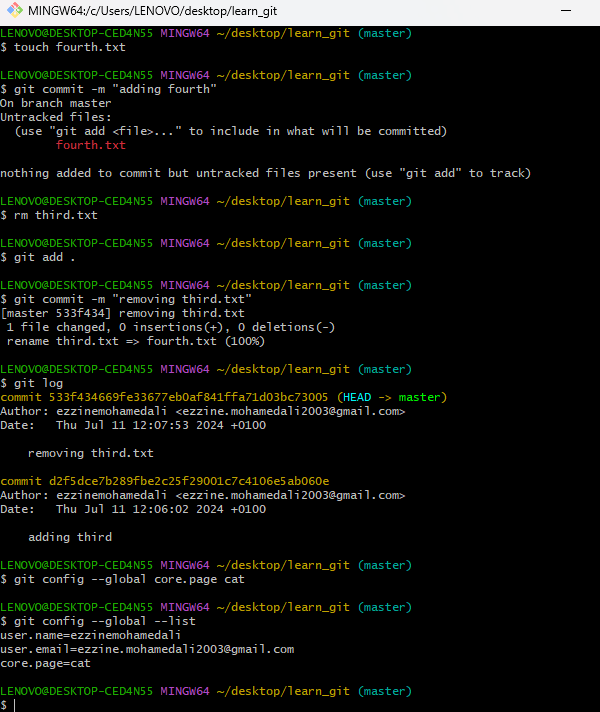 MINGW64:/c/Users/LENOVO/desktop/learn_git
LENOVO@DESKTOP-CED4N55 MINGW64 ~/desktop/learn_git (master)
$ touch fourth.txt
LENOVO@DESKTOP-CED4N55 MINGW64 ~/desktop/learn_git (master)
$ git commit -m "adding fourth"
On branch master
Untracked files:
  (use "git add <file>..." to include in what will be committed)
        fourth.txt
nothing added to commit but untracked files present (use "git add" to track)
LENOVO@DESKTOP-CED4N55 MINGW64 ~/desktop/learn_git (master)
$ rm third.txt
LENOVO@DESKTOP-CED4N55 MINGW64 ~/desktop/learn_git (master)
$ git add .
LENOVO@DESKTOP-CED4N55 MINGW64 ~/desktop/learn_git (master)
$ git commit -m "removing third.txt"
[master 533f434] removing third.txt
 1 file changed, 0 insertions(+), 0 deletions(-)
 rename third.txt => fourth.txt (100%)
LENOVO@DESKTOP-CED4N55 MINGW64 ~/desktop/learn_git (master)
$ git log
commit 533f434669fe33677eb0af841ffa71d03bc73005 (HEAD -> master)
Author: ezzinemohamedali <ezzine.mohamedali2003@gmail.com>
Date:   Thu Jul 11 12:07:53 2024 +0100
    removing third.txt
commit d2f5dce7b289fbe2c25f29001c7c4106e5ab060e
Author: ezzinemohamedali <ezzine.mohamedali2003@gmail.com>
Date:   Thu Jul 11 12:06:02 2024 +0100
    adding third
LENOVO@DESKTOP-CED4N55 MINGW64 ~/desktop/learn_git (master)
$ git config --global core.page cat
LENOVO@DESKTOP-CED4N55 MINGW64 ~/desktop/learn_git (master)
$ git config --global --list
user.name=ezzinemohamedali
user.email=ezzine.mohamedali2003@gmail.com
core.page=cat
LENOVO@DESKTOP-CED4N55 MINGW64 ~/desktop/learn_git (master)
$